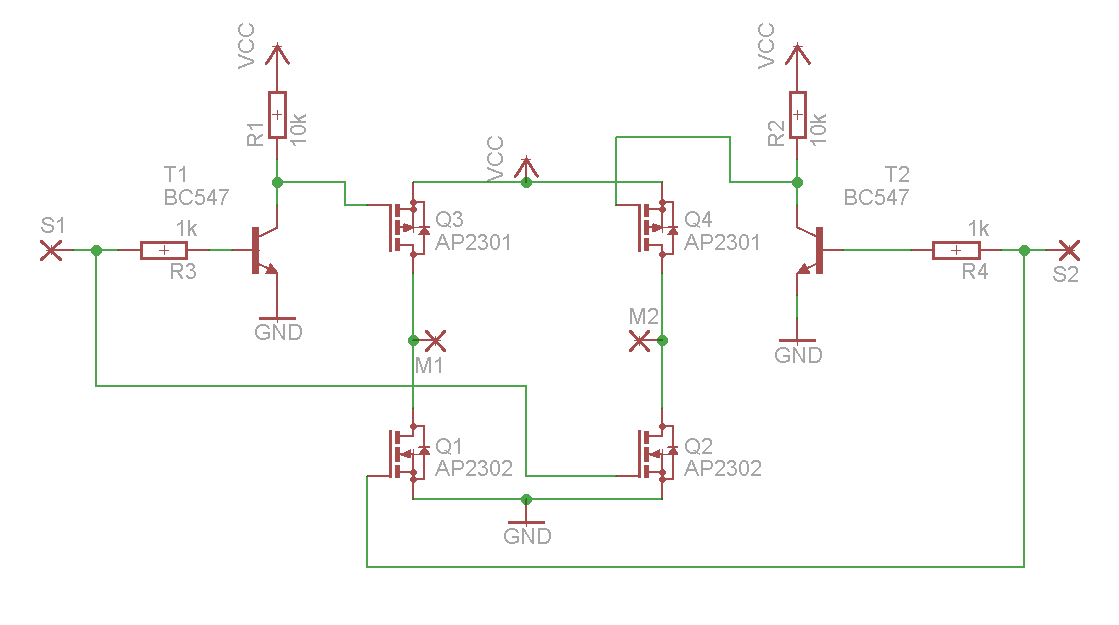 VCC
VCC
R1
10k
R2
10k
VCC
T1
BC547
T2
BC547
S1
1k
R3
Q3
AP2301
Q4
AP2301
1k
R4
S2
GND
M2
GND
M1
Q1
AP2302
Q2
AP2302
GND